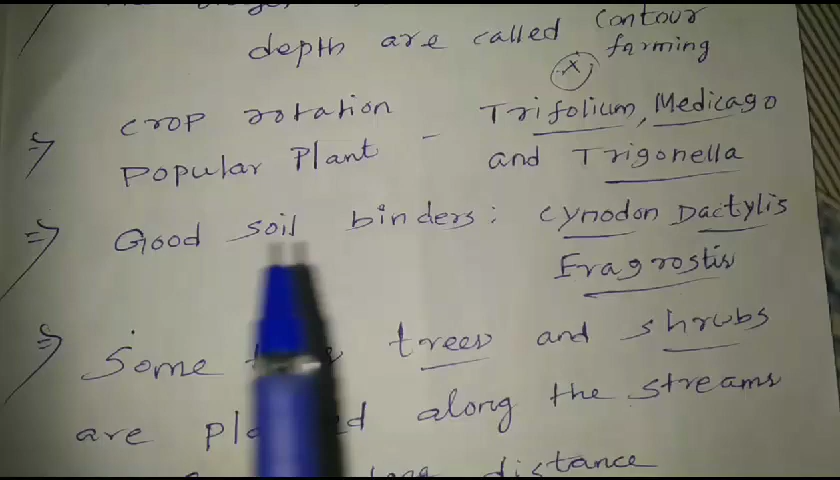 depth are called Contour
farming
X
⇒ crop rotation - Trifolium, Medicago
popular Plant and Trigonella
⇒ Good soil binders: Cynodon Dactylis
Eragrostis
⇒ Some trees and shrubs
are along the streams
distance